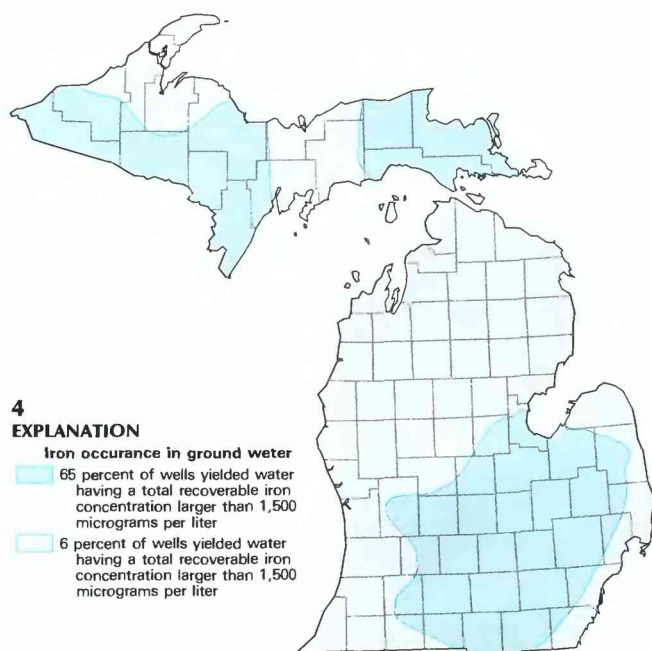 4
EXPLANATION
Iron occurance in ground weter
65 percent of wells yielded water
having a total recoverable iron
concentration larger than 1,500
micrograms per liter
6 percent of wells yielded water
having a total recoverable iron
concentration larger than 1,500
micrograms per liter